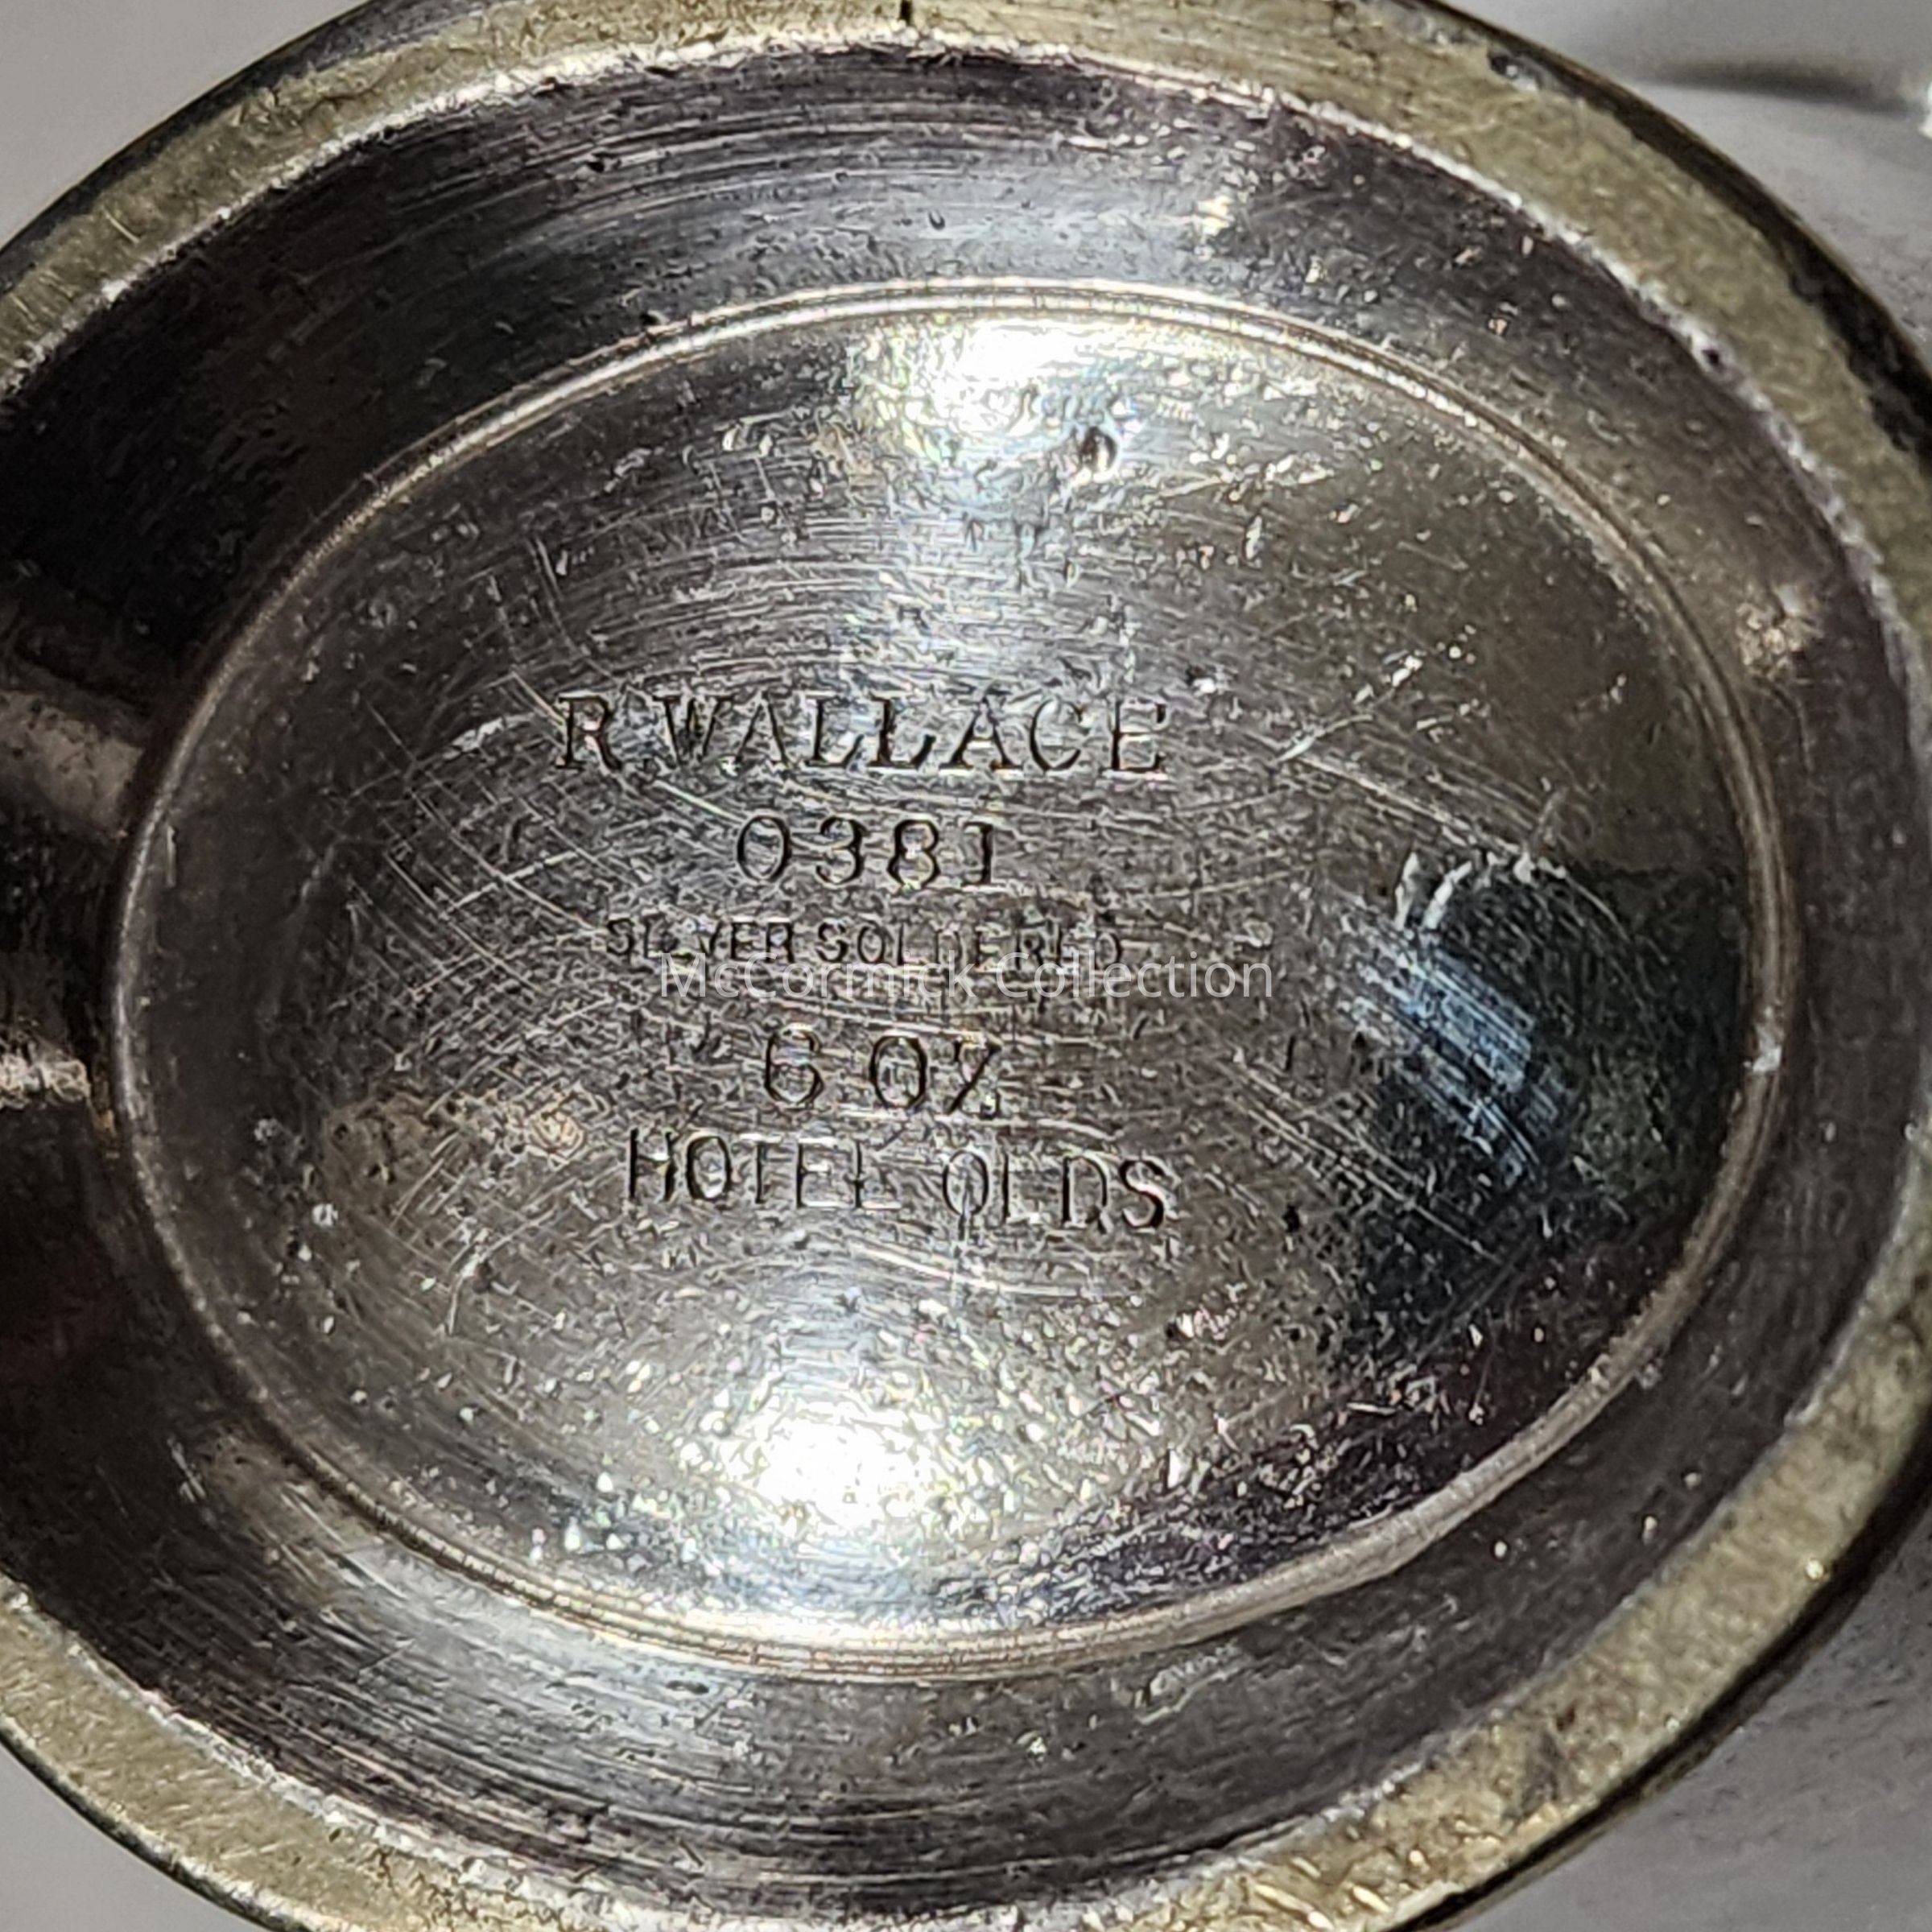 R.WALLACE
0381
SILVER SOLDERED
McCormick Collection
6 OZ
HOTEL OLDS